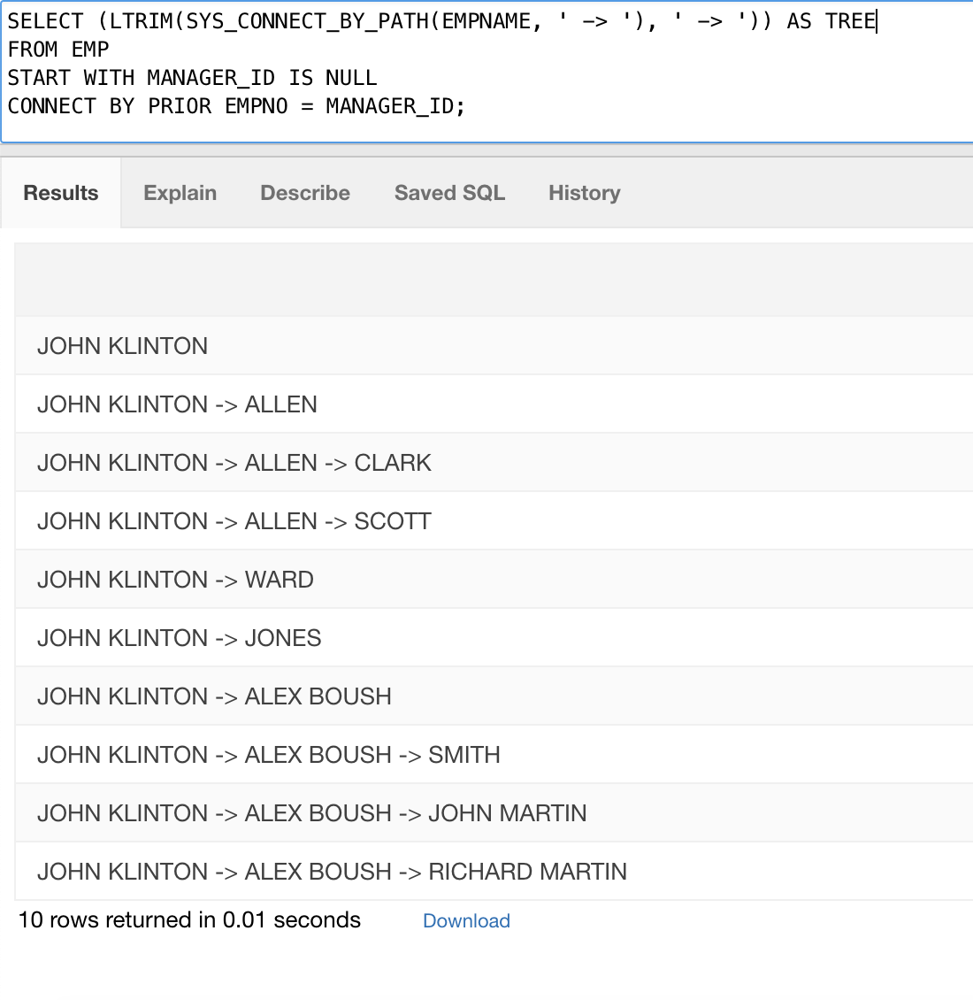 SELECT (LTRIM(SYS_CONNECT_BY_PATH(EMPNAME, ' -> '), ' -> ')) AS TREE
FROM EMP
START WITH MANAGER_ID IS NULL
CONNECT BY PRIOR EMPNO = MANAGER_ID;
Results Explain Describe Saved SQL History
JOHN KLINTON
JOHN KLINTON -> ALLEN
JOHN KLINTON -> ALLEN -> CLARK
JOHN KLINTON -> ALLEN -> SCOTT
JOHN KLINTON -> WARD
JOHN KLINTON -> JONES
JOHN KLINTON -> ALEX BOUSH
JOHN KLINTON -> ALEX BOUSH -> SMITH
JOHN KLINTON -> ALEX BOUSH -> JOHN MARTIN
JOHN KLINTON -> ALEX BOUSH -> RICHARD MARTIN
10 rows returned in 0.01 seconds Download